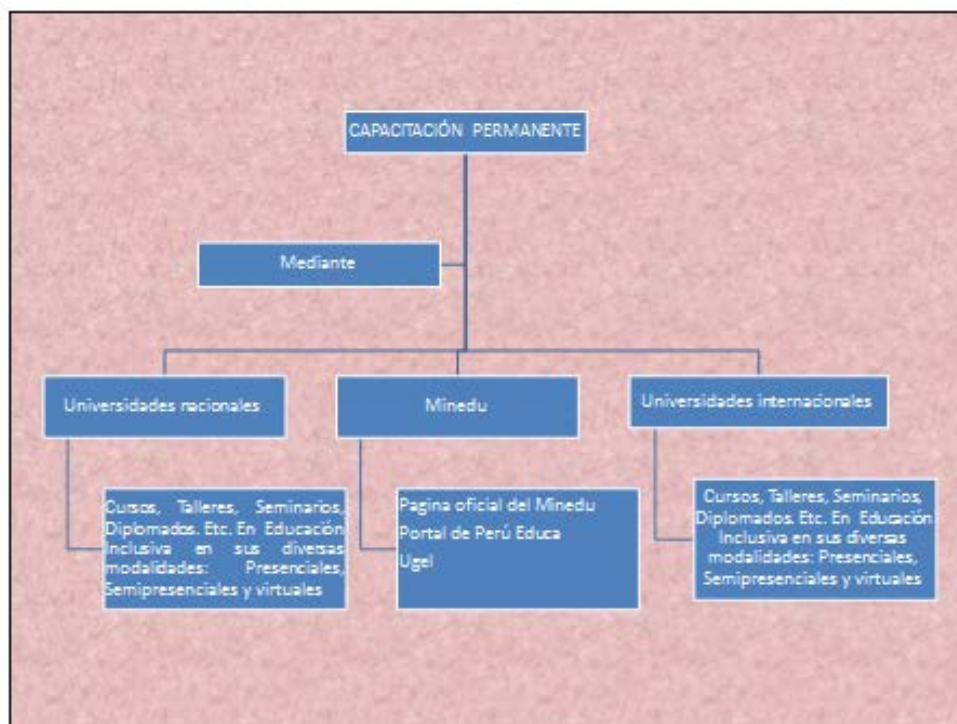 CAPACITACIÓN PERMANENTE
Mediante
Universidades nacionales
Minedu
Universidades internacionales
Cursos, Talleres, Seminarios,
Diplomados. Etc. En Educación
Inclusiva en sus diversas
modalidades: Presenciales,
Semipresenciales y virtuales
Pagina oficial del Minedu
Portal de Perú Educa
Ugel
Cursos, Talleres, Seminarios,
Diplomados. Etc. En Educación
Inclusiva en sus diversas
modalidades: Presenciales,
Semipresenciales y virtuales